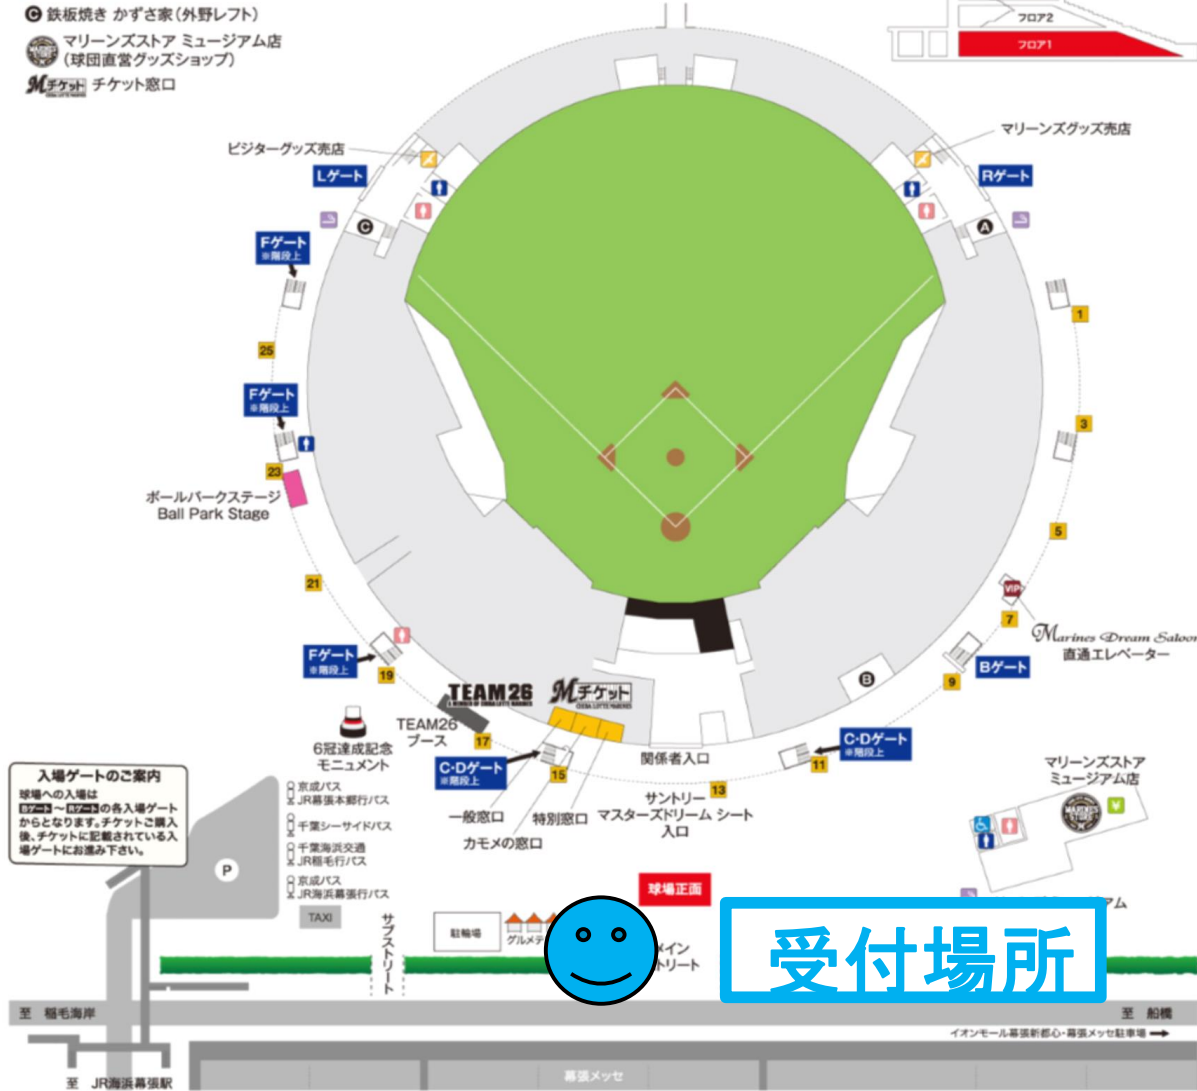 C 鉄板焼き かずさ家(外野レフト)
マリーンズストア ミュージアム店
(球団直営グッズショップ)
Mチケット チケット窓口
フロア2
フロア1
ビジターグッズ売店
マリーンズグッズ売店
Lゲート
Rゲート
C
A
Fゲート
※階段上
1
25
Fゲート
※階段上
3
23
ボールパークステージ
Ball Park Stage
5
21
VIP
7
Marines Dream Saloon
直通エレベーター
Fゲート
※階段上
19
Bゲート
9
B
TEAM26
Mチケット
CHIBA LOTTE MARINES
TEAM26
ブース
17
6冠達成記念
モニュメント
C・Dゲート
※階段上
15
関係者入口
C・Dゲート
※階段上
11
13
一般窓口
特別窓口
カモメの窓口
サントリー
マスターズドリーム シート
入口
マリーンズストア
ミュージアム店
入場ゲートのご案内
球場への入場は
Bゲート〜Rゲートの各入場ゲート
からとなります。チケットご購入
後、チケットに記載されている入
場ゲートにお進み下さい。
京成バス
JR幕張本郷行バス
千葉シーサイドバス
千葉海浜交通
JR稲毛行バス
京成バス
JR海浜幕張行バス
P
TAXI
サブストリート
駐輪場
グルメテ
球場正面
メイン
トリート
受付場所
アム
至 稲毛海岸
至 船橋
イオンモール幕張新都心・幕張メッセ駐車場
至 JR海浜幕張駅
幕張メッセ